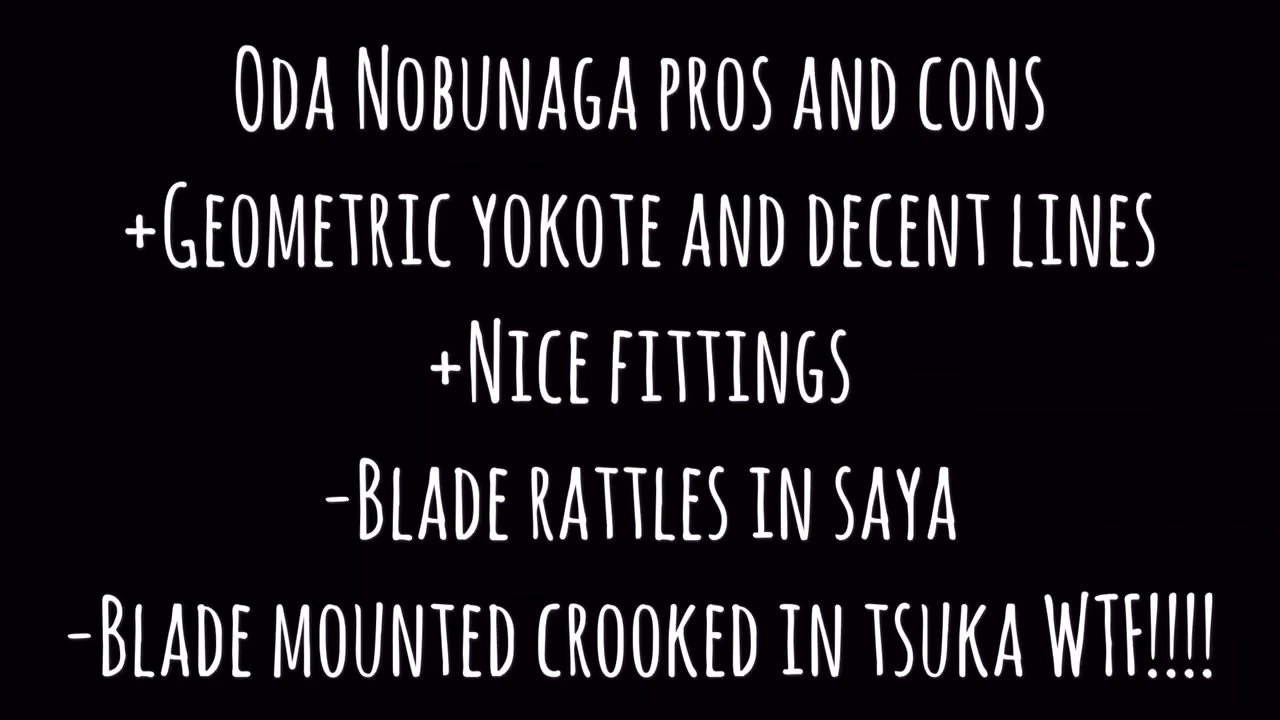 Oda Nobunaga pros and cons
+Geometric yokote and decent lines
+Nice fittings
-Blade rattles in saya
-Blade mounted crooked in tsuka WTF!!!!